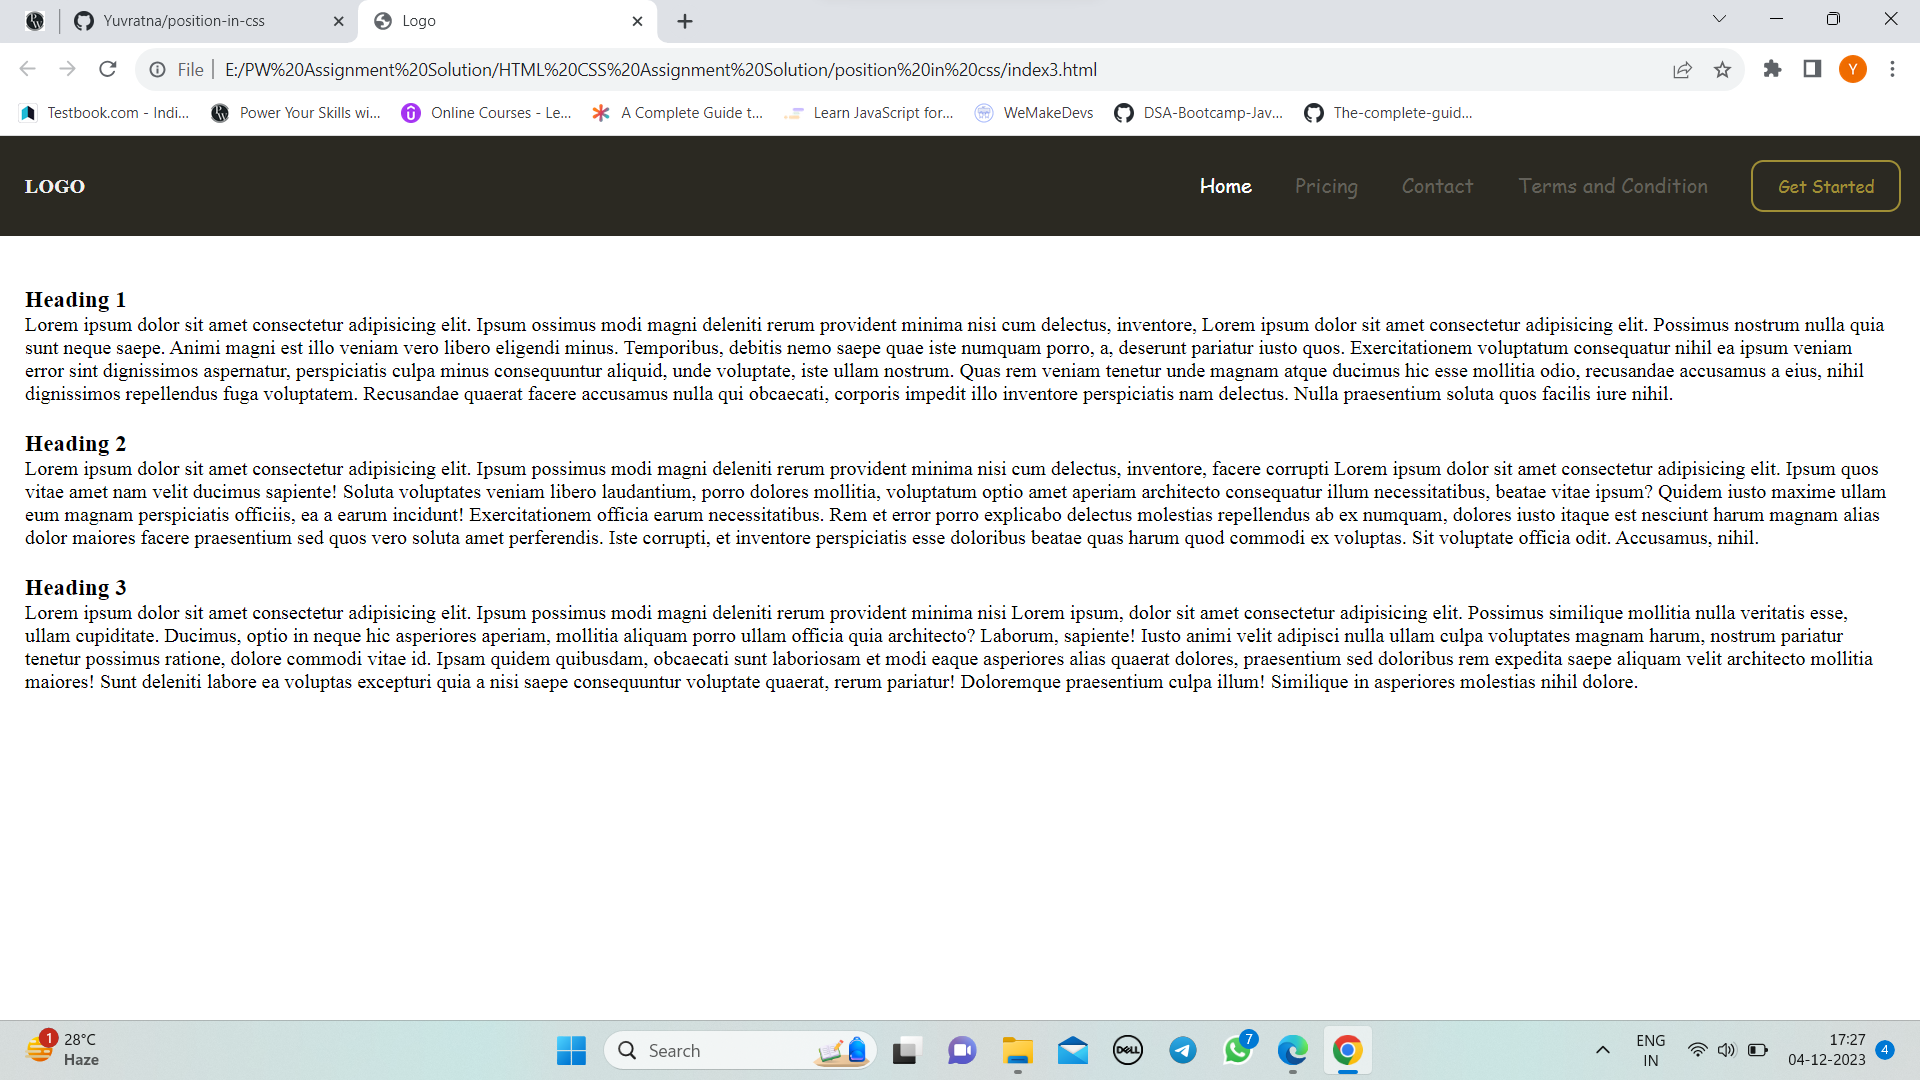 Yuvratna/position-in-css
Logo
File
E:/PW%20Assignment%20Solution/HTML%20CSS%20Assignment%20Solution/position%20in%20css/index3.html
Y
Testbook.com - Indi...
Power Your Skills wi...
Online Courses - Le...
A Complete Guide t...
Learn JavaScript for...
WeMakeDevs
DSA-Bootcamp-Jav...
The-complete-guid...
LOGO
Home
Pricing
Contact
Terms and Condition
Get Started
Heading 1
Lorem ipsum dolor sit amet consectetur adipisicing elit. Ipsum ossimus modi magni deleniti rerum provident minima nisi cum delectus, inventore, Lorem ipsum dolor sit amet consectetur adipisicing elit. Possimus nostrum nulla quia
sunt neque saepe. Animi magni est illo veniam vero libero eligendi minus. Temporibus, debitis nemo saepe quae iste numquam porro, a, deserunt pariatur iusto quos. Exercitationem voluptatum consequatur nihil ea ipsum veniam
error sint dignissimos aspernatur, perspiciatis culpa minus consequuntur aliquid, unde voluptate, iste ullam nostrum. Quas rem veniam tenetur unde magnam atque ducimus hic esse mollitia odio, recusandae accusamus a eius, nihil
dignissimos repellendus fuga voluptatem. Recusandae quaerat facere accusamus nulla qui obcaecati, corporis impedit illo inventore perspiciatis nam delectus. Nulla praesentium soluta quos facilis iure nihil.
Heading 2
Lorem ipsum dolor sit amet consectetur adipisicing elit. Ipsum possimus modi magni deleniti rerum provident minima nisi cum delectus, inventore, facere corrupti Lorem ipsum dolor sit amet consectetur adipisicing elit. Ipsum quos
vitae amet nam velit ducimus sapiente! Soluta voluptates veniam libero laudantium, porro dolores mollitia, voluptatum optio amet aperiam architecto consequatur illum necessitatibus, beatae vitae ipsum? Quidem iusto maxime ullam
eum magnam perspiciatis officiis, ea a earum incidunt! Exercitationem officia earum necessitatibus. Rem et error porro explicabo delectus molestias repellendus ab ex numquam, dolores iusto itaque est nesciunt harum magnam alias
dolor maiores facere praesentium sed quos vero soluta amet perferendis. Iste corrupti, et inventore perspiciatis esse doloribus beatae quas harum quod commodi ex voluptas. Sit voluptate officia odit. Accusamus, nihil.
Heading 3
Lorem ipsum dolor sit amet consectetur adipisicing elit. Ipsum possimus modi magni deleniti rerum provident minima nisi Lorem ipsum, dolor sit amet consectetur adipisicing elit. Possimus similique mollitia nulla veritatis esse,
ullam cupiditate. Ducimus, optio in neque hic asperiores aperiam, mollitia aliquam porro ullam officia quia architecto? Laborum, sapiente! Iusto animi velit adipisci nulla ullam culpa voluptates magnam harum, nostrum pariatur
tenetur possimus ratione, dolore commodi vitae id. Ipsam quidem quibusdam, obcaecati sunt laboriosam et modi eaque asperiores alias quaerat dolores, praesentium sed doloribus rem expedita saepe aliquam velit architecto mollitia
maiores! Sunt deleniti labore ea voluptas excepturi quia a nisi saepe consequuntur voluptate quaerat, rerum pariatur! Doloremque praesentium culpa illum! Similique in asperiores molestias nihil dolore.
1
28°C
Haze
Search
DELL
7
ENG
IN
17:27
04-12-2023
4